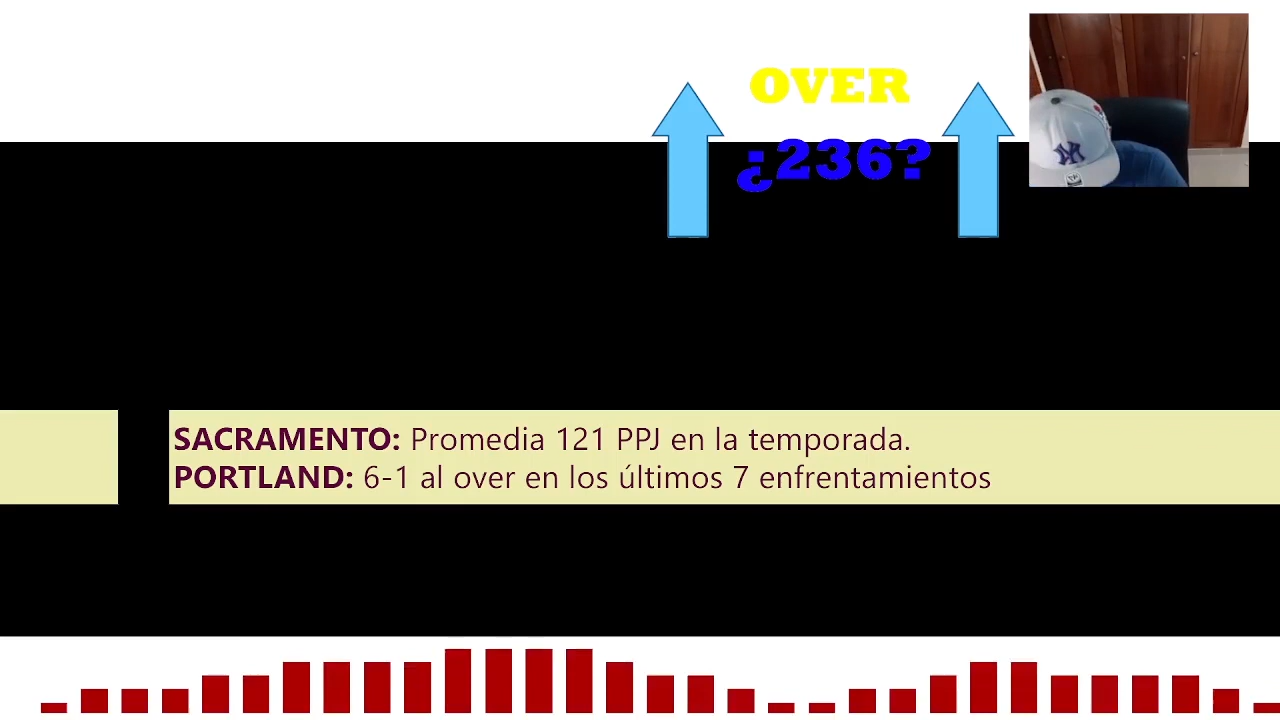 OVER
¿236?
SACRAMENTO: Promedia 121 PPJ en la temporada.
PORTLAND: 6-1 al over en los últimos 7 enfrentamientos
NY